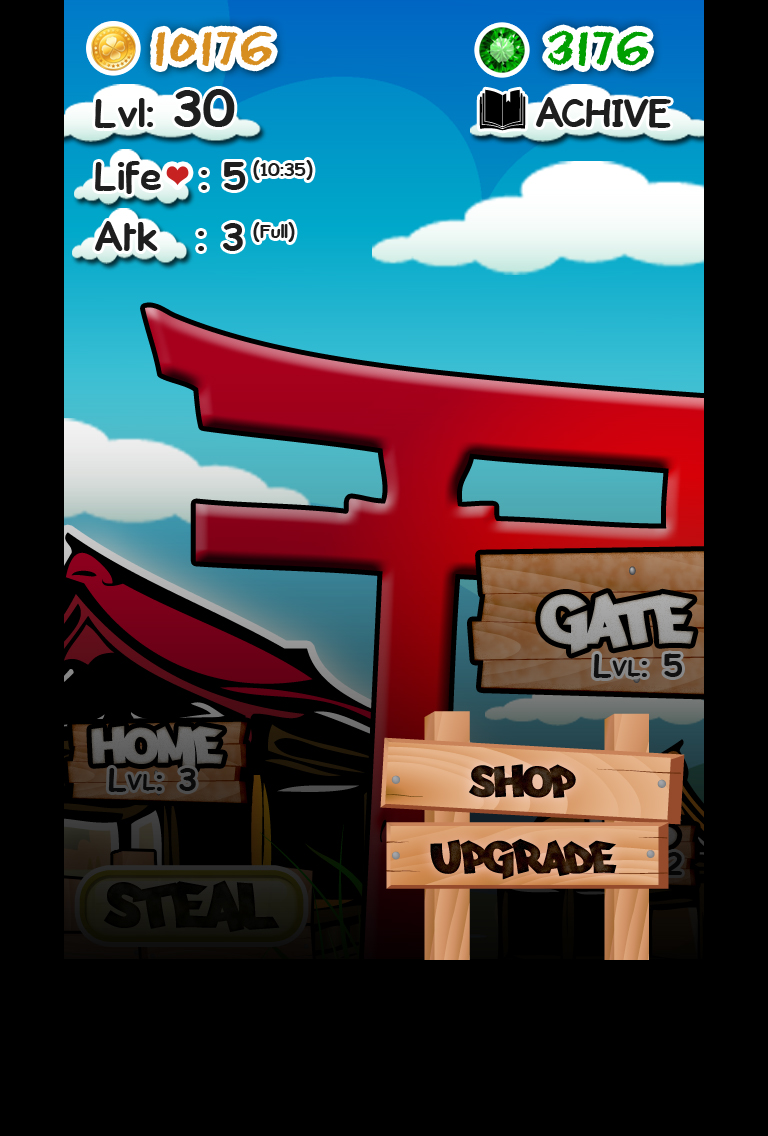 10176
3176
Lvl: 30
ACHIVE
Life : 5 (10:35)
Atk : 3 (Full)
GATE
Lvl: 5
HOME
Lvl: 3
SHOP
UPGRADE
STEAL